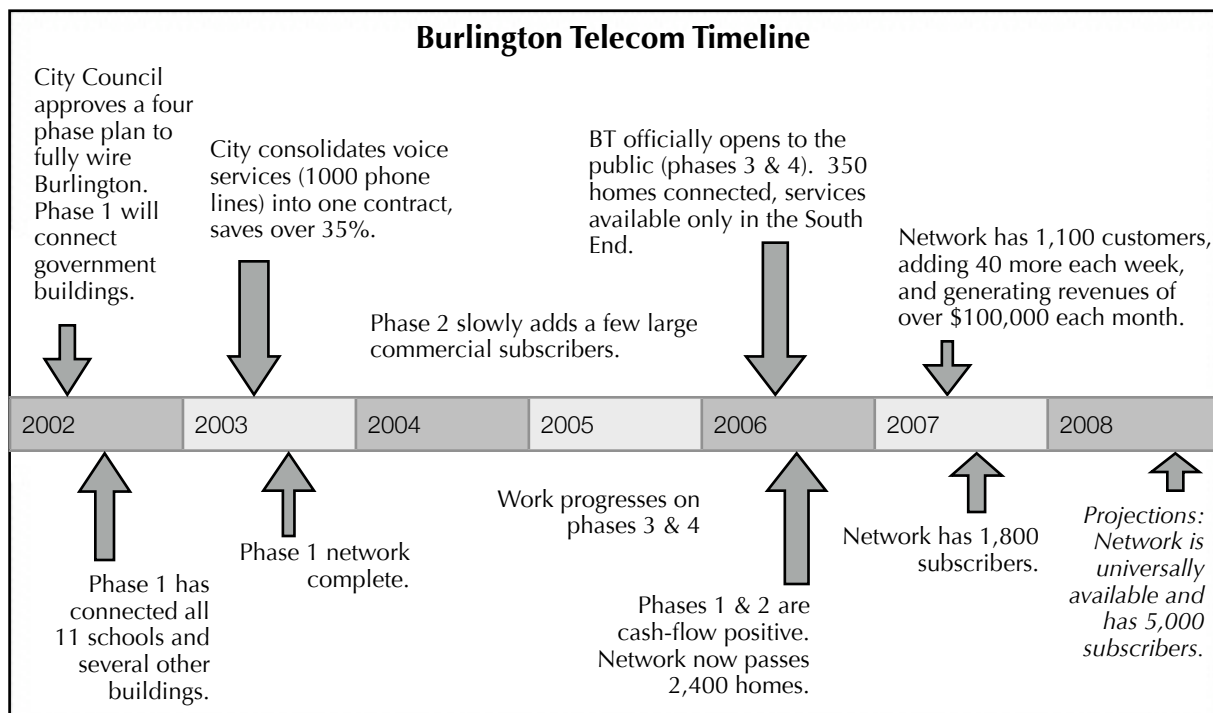 Burlington Telecom Timeline
City Council
approves a four
phase plan to
fully wire
Burlington.
Phase 1 will
connect
government
buildings.
City consolidates voice
services (1000 phone
lines) into one contract,
saves over 35%.
Phase 2 slowly adds a few large
commercial subscribers.
BT officially opens to the
public (phases 3 & 4).  350
homes connected, services
available only in the South
End.
Network has 1,100 customers,
adding 40 more each week,
and generating revenues of
over $100,000 each month.
2002 2003 2004 2005 2006 2007 2008
Phase 1 has
connected all
11 schools and
several other
buildings.
Phase 1 network
complete.
Work progresses on
phases 3 & 4
Phases 1 & 2 are
cash-flow positive.
Network now passes
2,400 homes.
Network has 1,800
subscribers.
Projections:
Network is
universally
available and
has 5,000
subscribers.